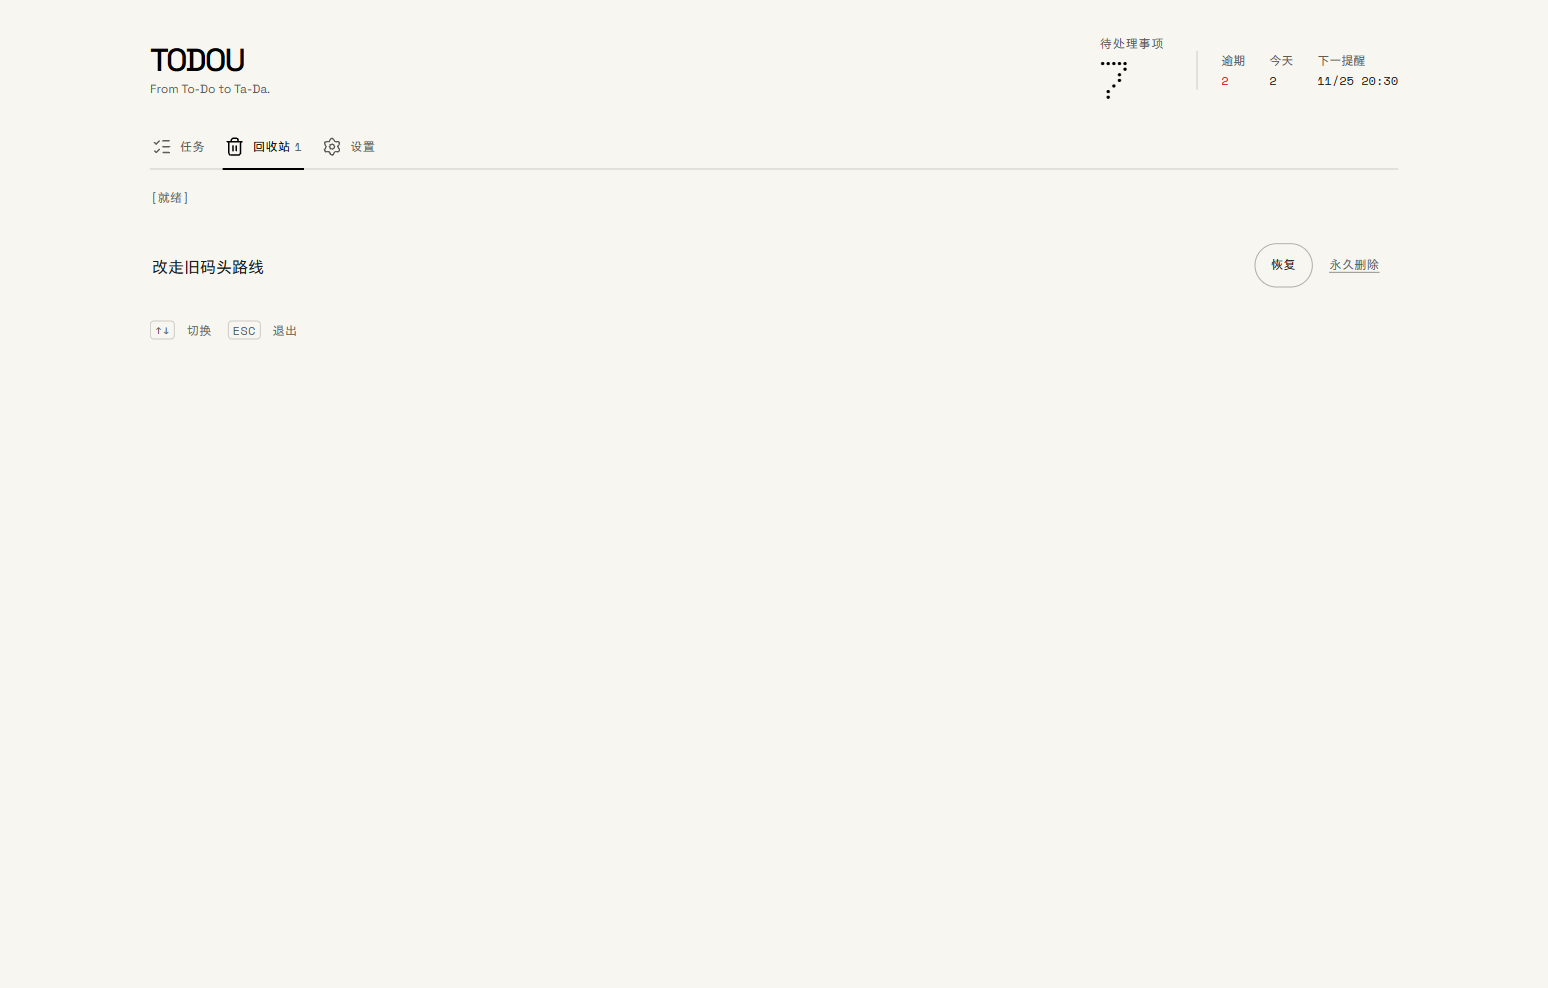 TODOU
From To-Do to Ta-Da.
待处理事项
7
逾期 今天 下一提醒
2 2 11/25 20:30
任务 回收站 1 设置
[就绪]
改走旧码头路线 恢复 永久删除
↑↓ 切换 ESC 退出